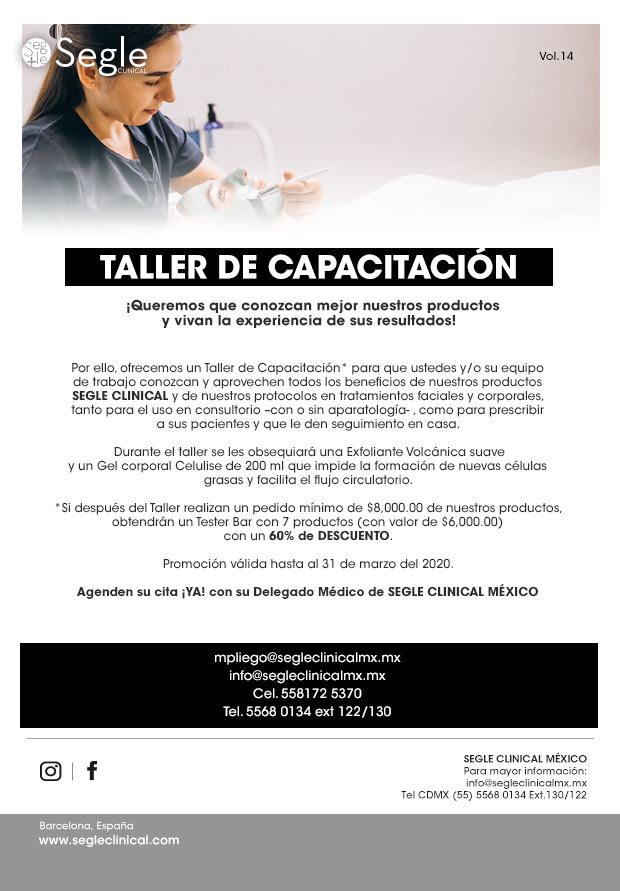 Seg
+le
Segle
CLINICAL
Vol.14
TALLER DE CAPACITACIÓN
¡Queremos que conozcan mejor nuestros productos
y vivan la experiencia de sus resultados!
Por ello, ofrecemos un Taller de Capacitación* para que ustedes y/o su equipo
de trabajo conozcan y aprovechen todos los beneficios de nuestros productos
SEGLE CLINICAL y de nuestros protocolos en tratamientos faciales y corporales,
tanto para el uso en consultorio –con o sin aparatología- , como para prescribir
a sus pacientes y que le den seguimiento en casa.
Durante el taller se les obsequiará una Exfoliante Volcánica suave
y un Gel corporal Celulise de 200 ml que impide la formación de nuevas células
grasas y facilita el flujo circulatorio.
*Si después del Taller realizan un pedido mínimo de $8,000.00 de nuestros productos,
obtendrán un Tester Bar con 7 productos (con valor de $6,000.00)
con un 60% de DESCUENTO.
Promoción válida hasta al 31 de marzo del 2020.
Agenden su cita ¡YA! con su Delegado Médico de SEGLE CLINICAL MÉXICO
mpliego@segleclinicalmx.mx
info@segleclinicalmx.mx
Cel. 558172 5370
Tel. 5568 0134 ext 122/130
SEGLE CLINICAL MÉXICO
Para mayor información:
info@segleclinicalmx.mx
Tel CDMX (55) 5568 0134 Ext.130/122
Barcelona, España
www.segleclinical.com